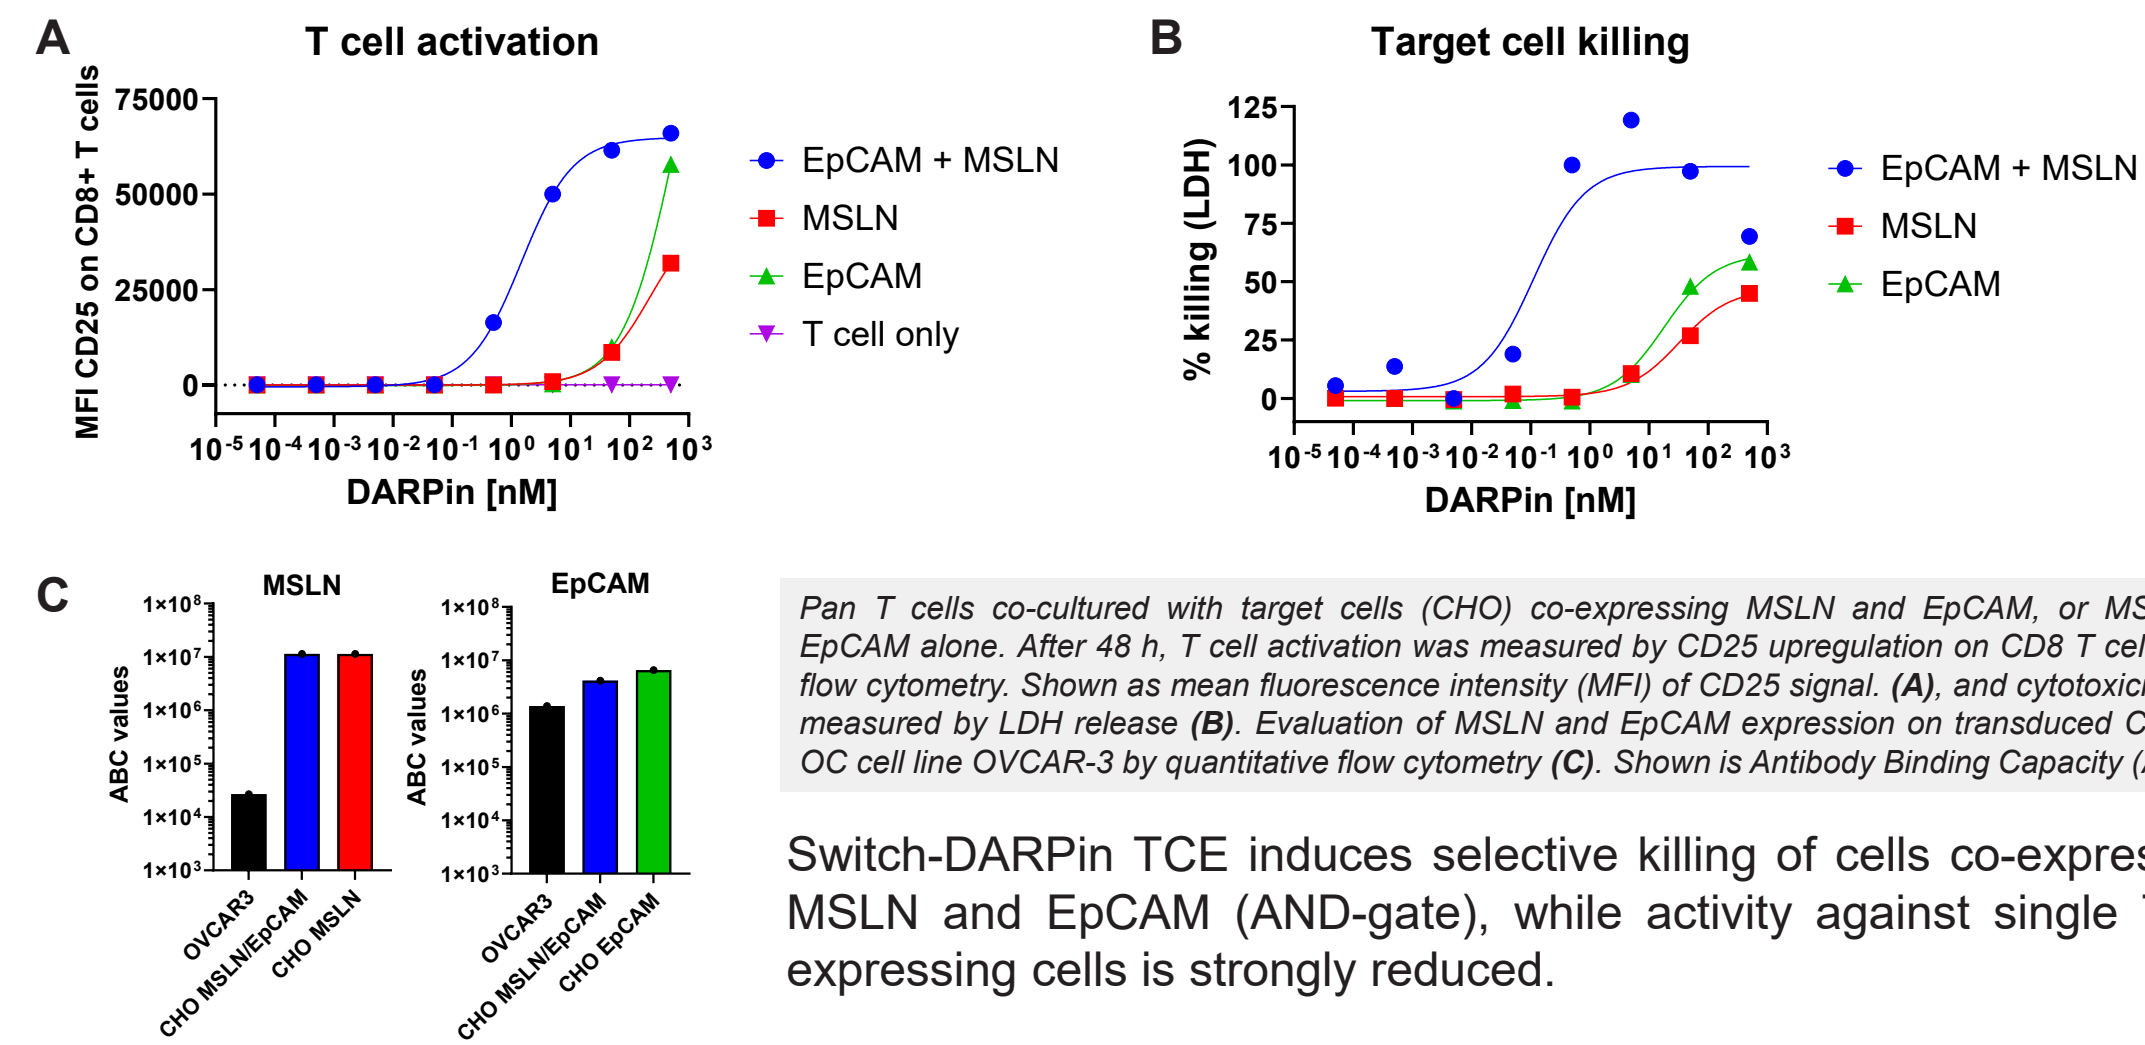 A
T cell activation
MFI CD25 on CD8+ T cells
75000
50000
25000
0
10⁻⁵ 10⁻⁴ 10⁻³ 10⁻² 10⁻¹ 10⁰ 10¹ 10² 10³
DARPin [nM]
EpCAM + MSLN
MSLN
EpCAM
T cell only
B
Target cell killing
% killing (LDH)
125
100
75
50
25
0
10⁻⁵ 10⁻⁴ 10⁻³ 10⁻² 10⁻¹ 10⁰ 10¹ 10² 10³
DARPin [nM]
EpCAM + MSLN
MSLN
EpCAM
C
MSLN
ABC values
1×10⁸
1×10⁷
1×10⁶
1×10⁵
1×10⁴
1×10³
OVCAR3
CHO MSLN/EpCAM
CHO MSLN
EpCAM
ABC values
1×10⁸
1×10⁷
1×10⁶
1×10⁵
1×10⁴
1×10³
OVCAR3
CHO MSLN/EpCAM
CHO EpCAM
Pan T cells co-cultured with target cells (CHO) co-expressing MSLN and EpCAM, or
EpCAM alone. After 48 h, T cell activation was measured by CD25 upregulation on CD8 T
flow cytometry. Shown as mean fluorescence intensity (MFI) of CD25 signal. (A), and
measured by LDH release (B). Evaluation of MSLN and EpCAM expression on transduced
OC cell line OVCAR-3 by quantitative flow cytometry (C). Shown is Antibody Binding Capacity
Switch-DARPin TCE induces selective killing of cells
MSLN and EpCAM (AND-gate), while activity against single
expressing cells is strongly reduced.